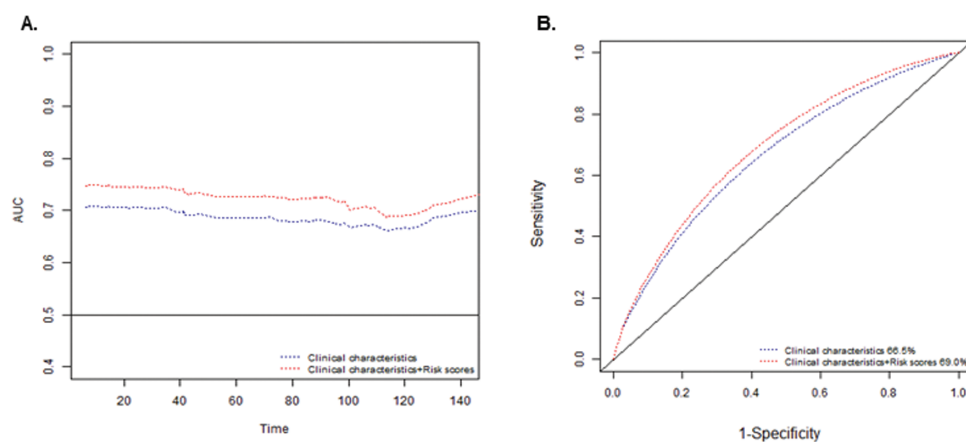 A.
AUC
1.0
0.9
0.8
0.7
0.6
0.5
0.4
Clinical characteristics
Clinical characteristics+Risk scores
20 40 60 80 100 120 140
Time
B.
Sensitivity
1.0
0.8
0.6
0.4
0.2
0.0
Clinical characteristics 66.5%
Clinical characteristics+Risk scores 69.0%
0.0 0.2 0.4 0.6 0.8 1.0
1-Specificity